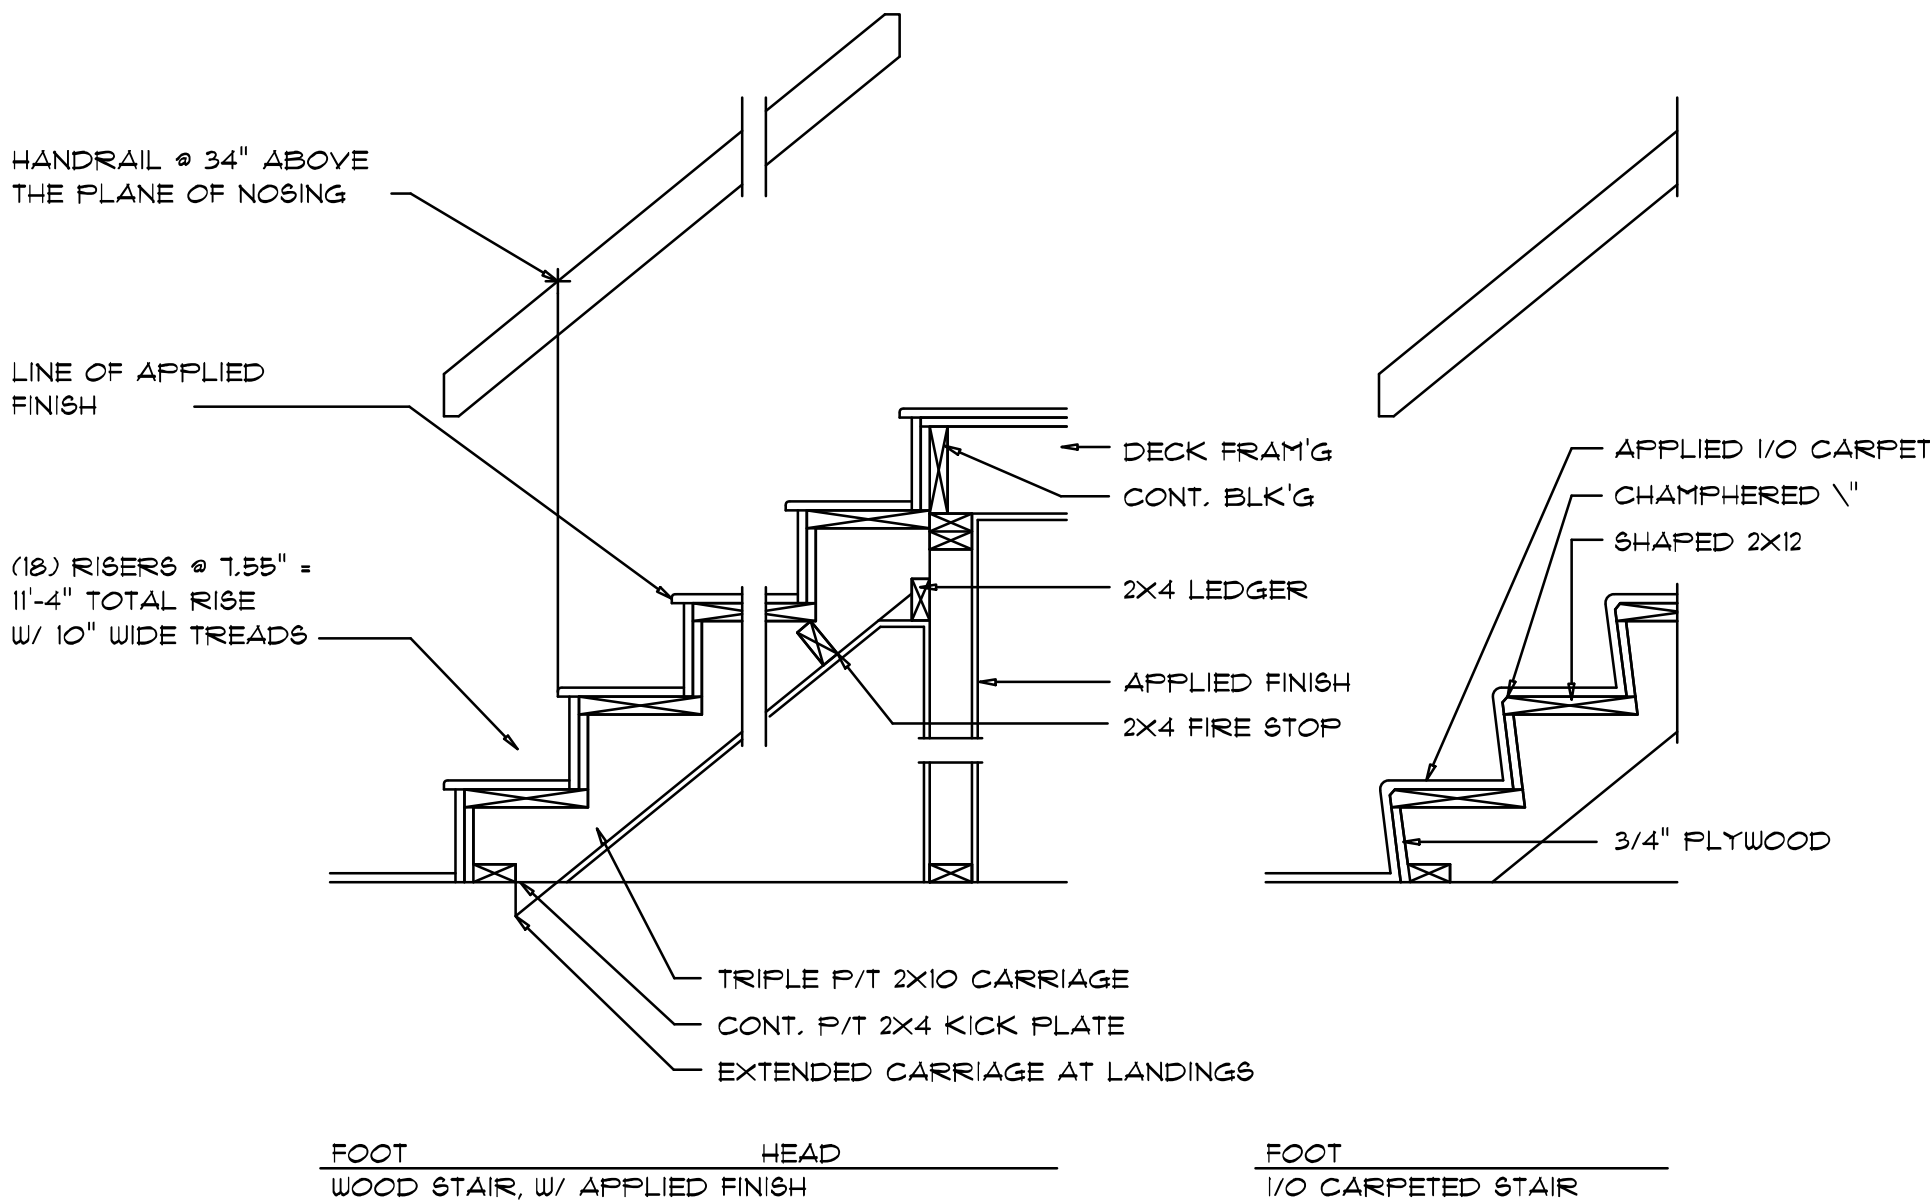 HANDRAIL @ 34" ABOVE
THE PLANE OF NOSING
LINE OF APPLIED
FINISH
(18) RISERS @ 7.55" =
11'-4" TOTAL RISE
W/ 10" WIDE TREADS
DECK FRAM'G
CONT. BLK'G
2X4 LEDGER
APPLIED FINISH
2X4 FIRE STOP
TRIPLE P/T 2X10 CARRIAGE
CONT. P/T 2X4 KICK PLATE
EXTENDED CARRIAGE AT LANDINGS
APPLIED I/O CARPET
CHAMPHERED \"
SHAPED 2X12
3/4" PLYWOOD
FOOT HEAD
WOOD STAIR, W/ APPLIED FINISH
FOOT
I/O CARPETED STAIR